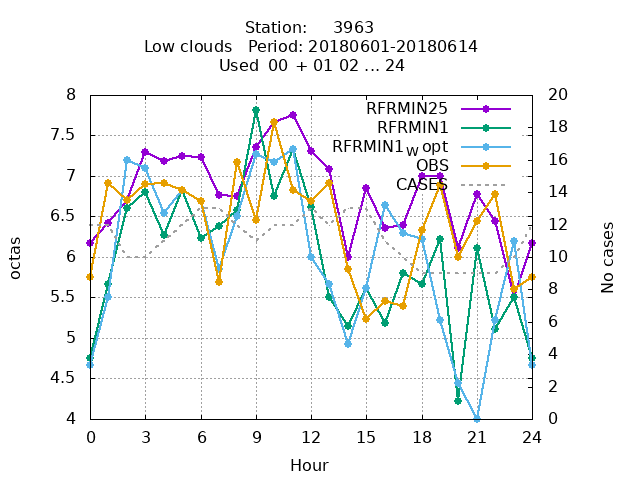 Station:     3963
Low clouds   Period: 20180601-20180614
Used  00  + 01 02 ... 24
RFRMIN25
RFRMIN1
RFRMIN1wopt
OBS
CASES
8
7.5
7
6.5
6
5.5
5
4.5
4
20
18
16
14
12
10
8
6
4
2
0
octas
No cases
0 3 6 9 12 15 18 21 24
Hour